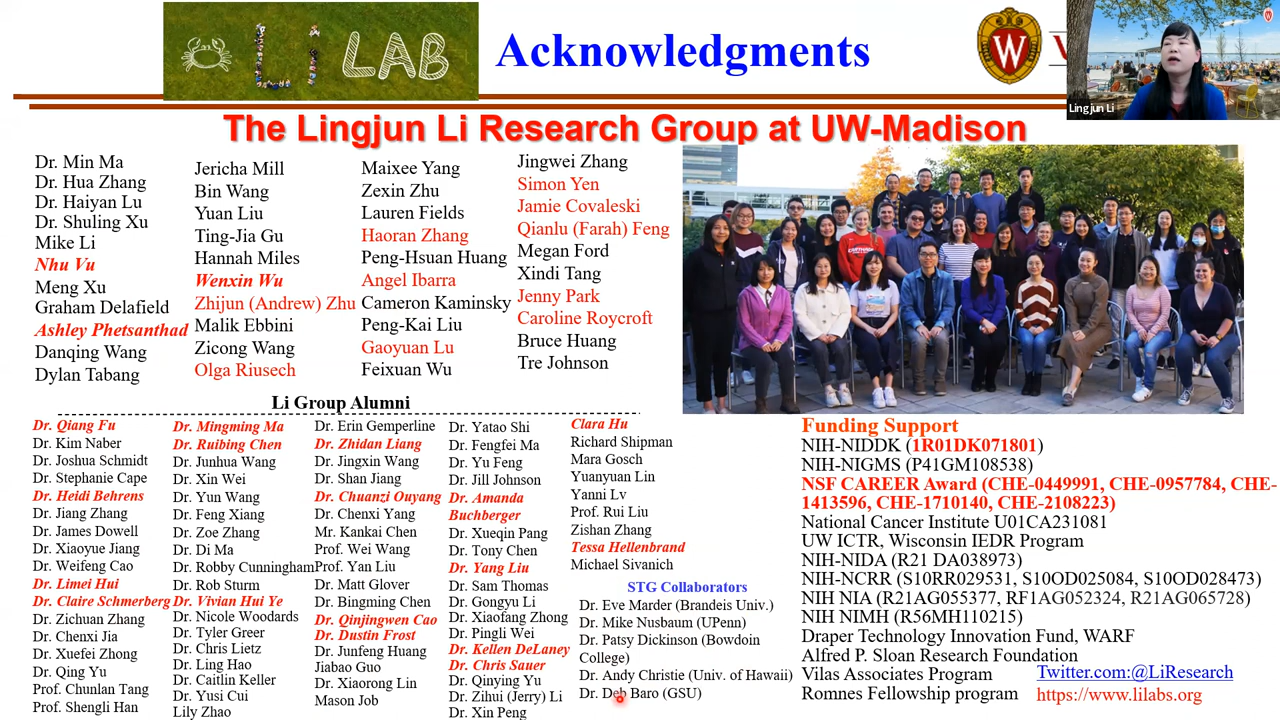 Li LAB
Acknowledgments
W
Lingjun Li
The Lingjun Li Research Group at UW-Madison
Dr. Min Ma
Dr. Hua Zhang
Dr. Haiyan Lu
Dr. Shuling Xu
Mike Li
Nhu Vu
Meng Xu
Graham Delafield
Ashley Phetsanthad
Danqing Wang
Dylan Tabang
Jericha Mill
Bin Wang
Yuan Liu
Ting-Jia Gu
Hannah Miles
Wenxin Wu
Zhijun (Andrew) Zhu
Malik Ebbini
Zicong Wang
Olga Riusech
Maixee Yang
Zexin Zhu
Lauren Fields
Haoran Zhang
Peng-Hsuan Huang
Angel Ibarra
Cameron Kaminsky
Peng-Kai Liu
Gaoyuan Lu
Feixuan Wu
Jingwei Zhang
Simon Yen
Jamie Covaleski
Qianlu (Farah) Feng
Megan Ford
Xindi Tang
Jenny Park
Caroline Roycroft
Bruce Huang
Tre Johnson
Li Group Alumni
Dr. Qiang Fu
Dr. Kim Naber
Dr. Joshua Schmidt
Dr. Stephanie Cape
Dr. Heidi Behrens
Dr. Jiang Zhang
Dr. James Dowell
Dr. Xiaoyue Jiang
Dr. Weifeng Cao
Dr. Limei Hui
Dr. Claire Schmerberg
Dr. Zichuan Zhang
Dr. Chenxi Jia
Dr. Xuefei Zhong
Dr. Qing Yu
Prof. Chunlan Tang
Prof. Shengli Han
Dr. Mingming Ma
Dr. Ruibing Chen
Dr. Junhua Wang
Dr. Xin Wei
Dr. Yun Wang
Dr. Feng Xiang
Dr. Zoe Zhang
Dr. Di Ma
Dr. Robby Cunningham
Dr. Rob Sturm
Dr. Vivian Hui Ye
Dr. Nicole Woodards
Dr. Tyler Greer
Dr. Chris Lietz
Dr. Ling Hao
Dr. Caitlin Keller
Dr. Yusi Cui
Lily Zhao
Dr. Erin Gemperline
Dr. Zhidan Liang
Dr. Jingxin Wang
Dr. Shan Jiang
Dr. Chuanzi Ouyang
Dr. Chenxi Yang
Mr. Kankai Chen
Prof. Wei Wang
Prof. Yan Liu
Dr. Matt Glover
Dr. Bingming Chen
Dr. Qinjingwen Cao
Dr. Dustin Frost
Dr. Junfeng Huang
Jiabao Guo
Dr. Xiaorong Lin
Mason Job
Dr. Yatao Shi
Dr. Fengfei Ma
Dr. Yu Feng
Dr. Jill Johnson
Dr. Amanda
Buchberger
Dr. Xueqin Pang
Dr. Tony Chen
Dr. Yang Liu
Dr. Sam Thomas
Dr. Gongyu Li
Dr. Xiaofang Zhong
Dr. Pingli Wei
Dr. Kellen DeLaney
Dr. Chris Sauer
Dr. Qinying Yu
Dr. Zihui (Jerry) Li
Dr. Xin Peng
Clara Hu
Richard Shipman
Mara Gosch
Yuanyuan Lin
Yanni Lv
Prof. Rui Liu
Zishan Zhang
Tessa Hellenbrand
Michael Sivanich
STG Collaborators
Dr. Eve Marder (Brandeis Univ.)
Dr. Mike Nusbaum (UPenn)
Dr. Patsy Dickinson (Bowdoin
College)
Dr. Andy Christie (Univ. of Hawaii)
Dr. Deb Baro (GSU)
Funding Support
NIH-NIDDK (1R01DK071801)
NIH-NIGMS (P41GM108538)
NSF CAREER Award (CHE-0449991, CHE-0957784, CHE-
1413596, CHE-1710140, CHE-2108223)
National Cancer Institute U01CA231081
UW ICTR, Wisconsin IEDR Program
NIH-NIDA (R21 DA038973)
NIH-NCRR (S10RR029531, S10OD025084, S10OD028473)
NIH NIA (R21AG055377, RF1AG052324, R21AG065728)
NIH NIMH (R56MH110215)
Draper Technology Innovation Fund, WARF
Alfred P. Sloan Research Foundation
Vilas Associates Program
Romnes Fellowship program
Twitter.com:@LiResearch
https://www.lilabs.org